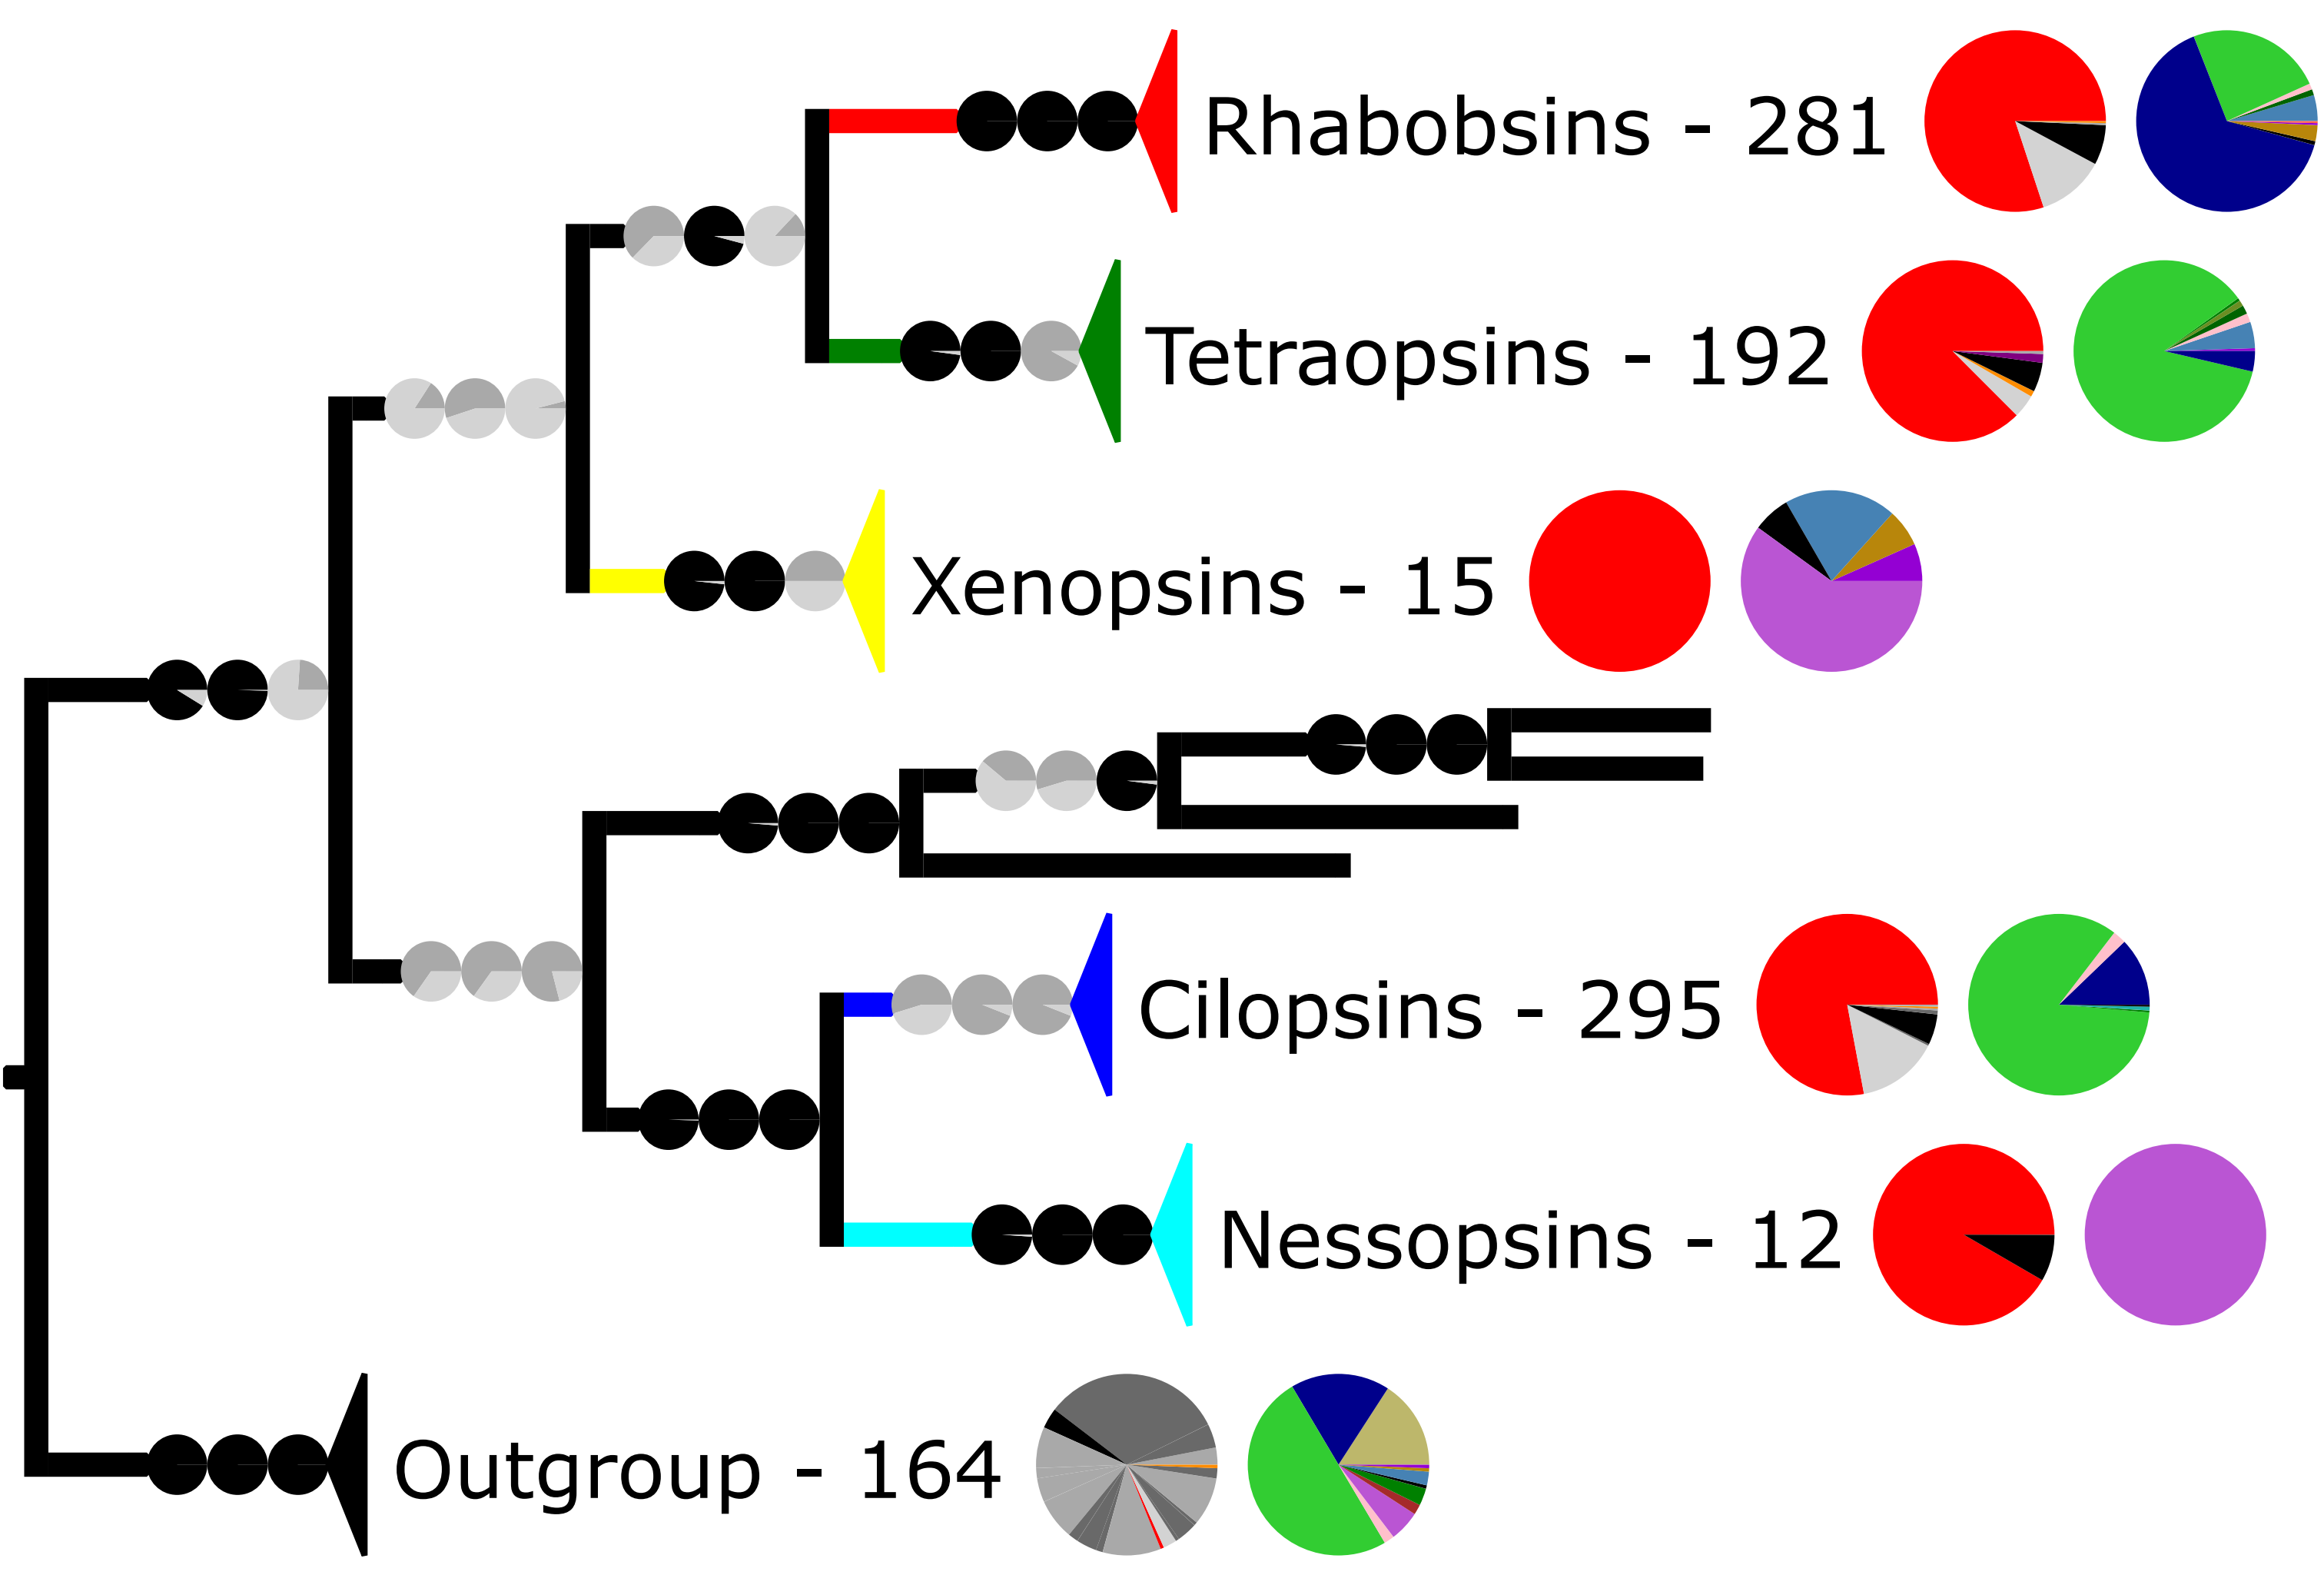 Rhabobsins - 281
Tetraopsins - 192
Xenopsins - 15
Cilopsins - 295
Nessopsins - 12
Outgroup - 164